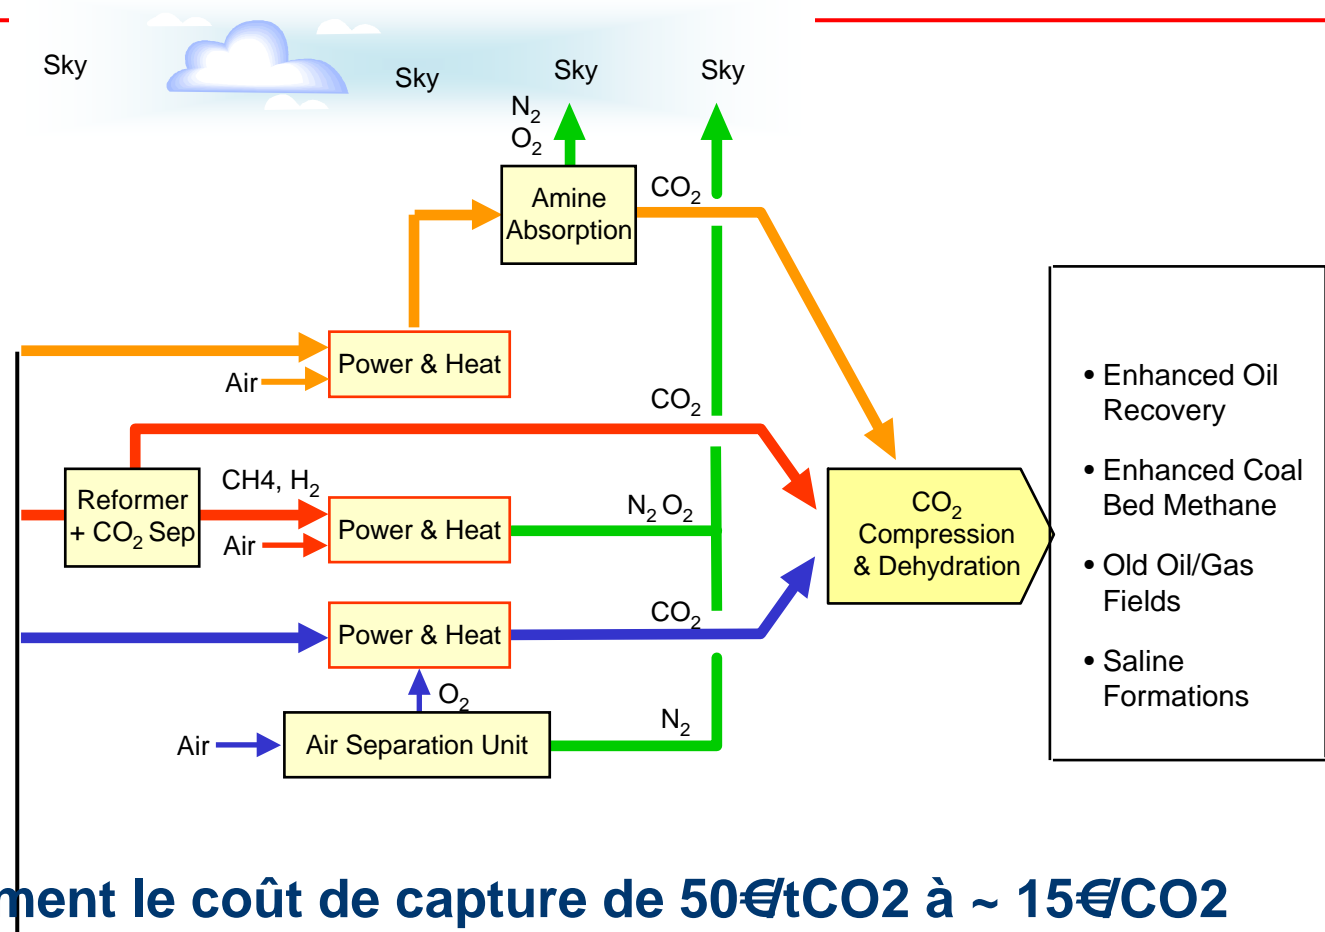 Sky
Sky
Sky
Sky
N₂
O₂
Amine
Absorption
CO₂
Power & Heat
Air
CO₂
Reformer
+ CO₂ Sep
CH4, H₂
Air
Power & Heat
N₂ O₂
CO₂
Compression
& Dehydration
Power & Heat
CO₂
O₂
Air
Air Separation Unit
N₂
• Enhanced Oil
Recovery
• Enhanced Coal
Bed Methane
• Old Oil/Gas
Fields
• Saline
Formations
ment le coût de capture de 50€/tCO2 à ~ 15€/CO2